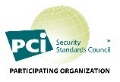 PCI Security
Standards Council
PARTICIPATING ORGANIZATION